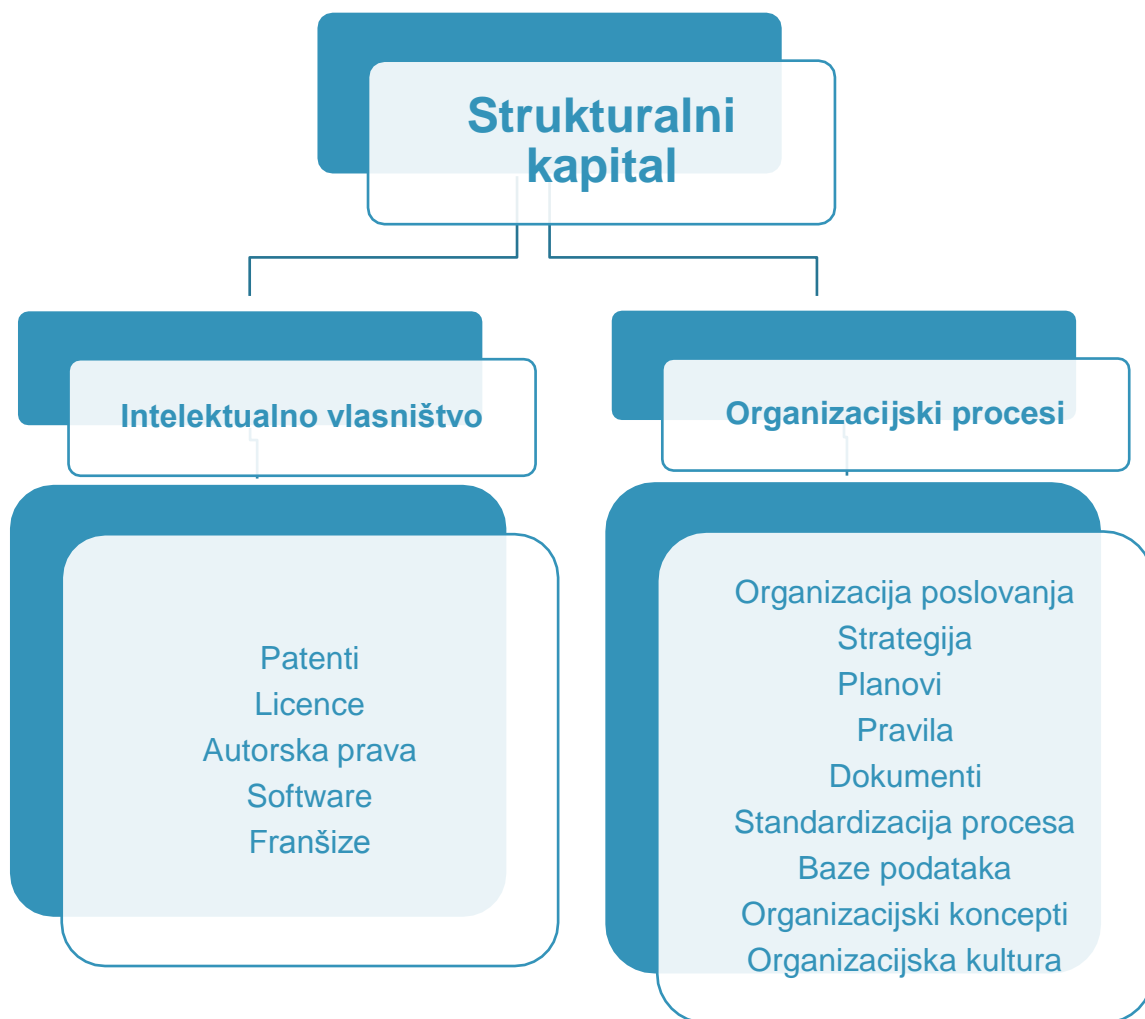 Strukturalni
kapital
Intelektualno vlasništvo
Organizacijski procesi
Patenti
Licence
Autorska prava
Software
Franšize
Organizacija poslovanja
Strategija
Planovi
Pravila
Dokumenti
Standardizacija procesa
Baze podataka
Organizacijski koncepti
Organizacijska kultura